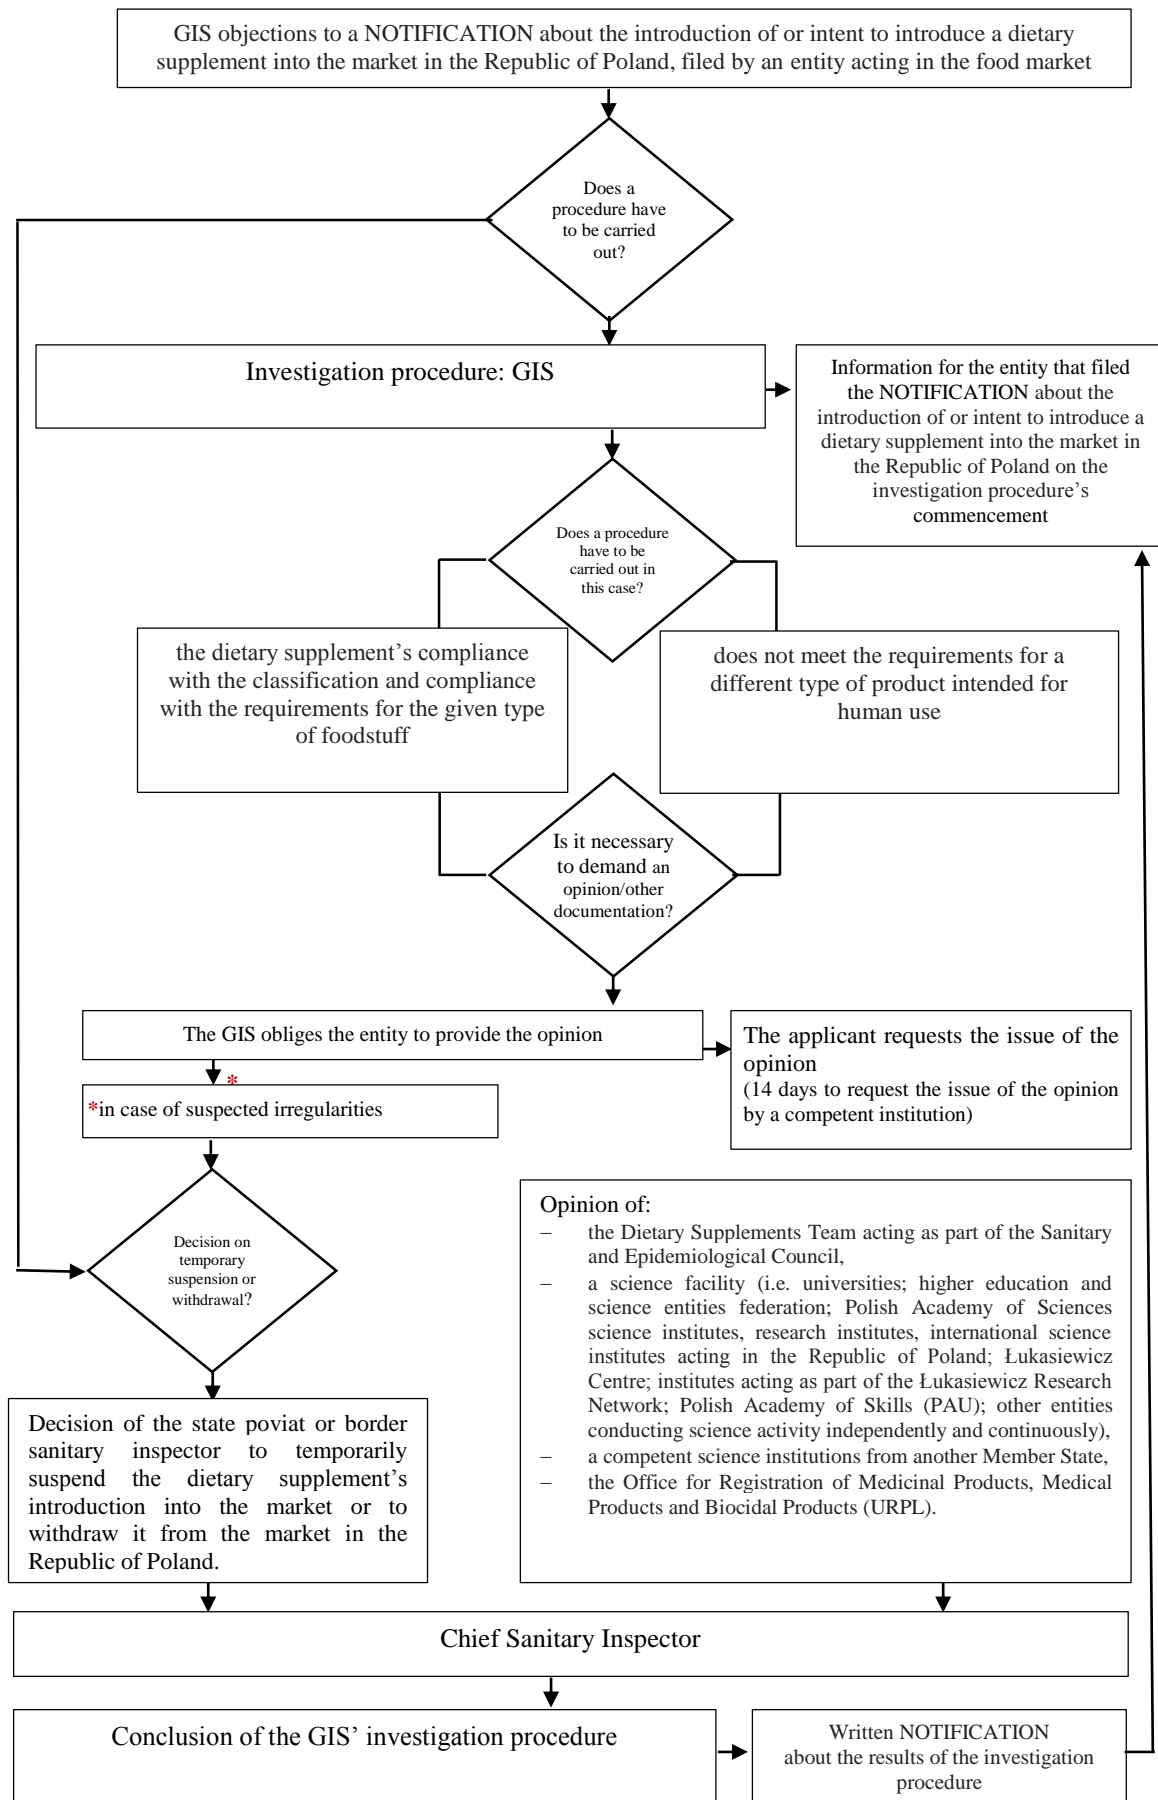 GIS objections to a NOTIFICATION about the introduction of or intent to introduce a dietary
supplement into the market in the Republic of Poland, filed by an entity acting in the food market
Does a
procedure have
to be carried
out?
Investigation procedure: GIS
Information for the entity that filed
the NOTIFICATION about the
introduction of or intent to introduce a
dietary supplement into the market in
the Republic of Poland on the
investigation procedure’s
commencement
Does a procedure
have to be
carried out in
this case?
the dietary supplement’s compliance
with the classification and compliance
with the requirements for the given type
of foodstuff
does not meet the requirements for a
different type of product intended for
human use
Is it necessary
to demand an
opinion/other
documentation?
The GIS obliges the entity to provide the opinion
The applicant requests the issue of the
opinion
(14 days to request the issue of the opinion
by a competent institution)
*
*in case of suspected irregularities
Decision on
temporary
suspension or
withdrawal?
Opinion of:
– the Dietary Supplements Team acting as part of the Sanitary
and Epidemiological Council,
– a science facility (i.e. universities; higher education and
science entities federation; Polish Academy of Sciences
science institutes, research institutes, international science
institutes acting in the Republic of Poland; Łukasiewicz
Centre; institutes acting as part of the Łukasiewicz Research
Network; Polish Academy of Skills (PAU); other entities
conducting science activity independently and continuously),
– a competent science institutions from another Member State,
– the Office for Registration of Medicinal Products, Medical
Products and Biocidal Products (URPL).
Decision of the state poviat or border
sanitary inspector to temporarily
suspend the dietary supplement’s
introduction into the market or to
withdraw it from the market in the
Republic of Poland.
Chief Sanitary Inspector
Conclusion of the GIS’ investigation procedure
Written NOTIFICATION
about the results of the investigation
procedure